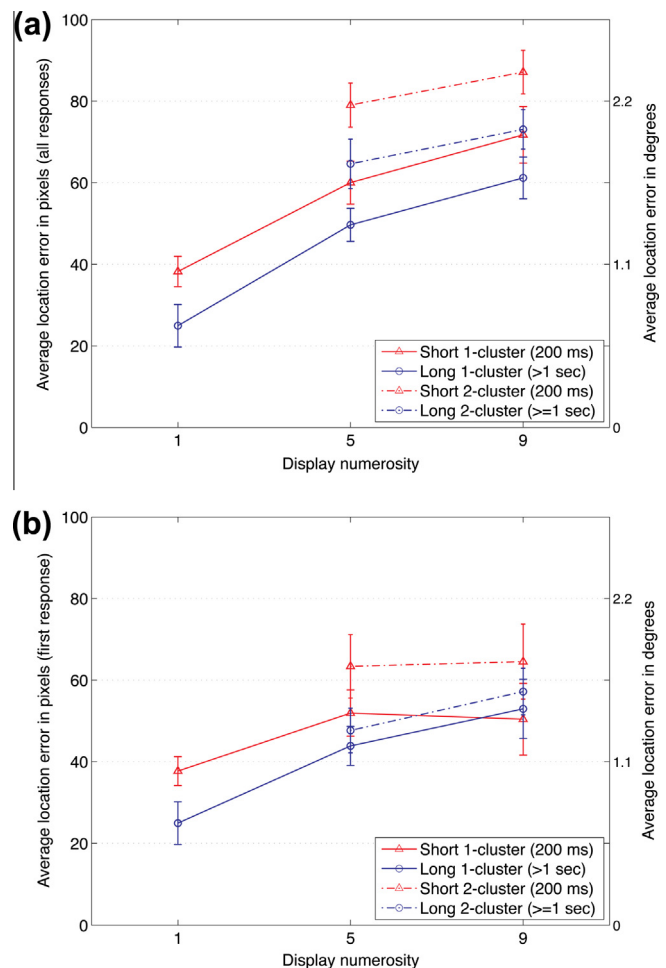 (a)
100
80
60
40
20
0
Average location error in pixels (all responses)
2.2
1.1
0
Average location error in degrees
Short 1-cluster (200 ms)
Long 1-cluster (>1 sec)
Short 2-cluster (200 ms)
Long 2-cluster (>=1 sec)
1 5 9
Display numerosity
(b)
100
80
60
40
20
0
Average location error in pixels (first response)
2.2
1.1
0
Average location error in degrees
Short 1-cluster (200 ms)
Long 1-cluster (>1 sec)
Short 2-cluster (200 ms)
Long 2-cluster (>=1 sec)
1 5 9
Display numerosity